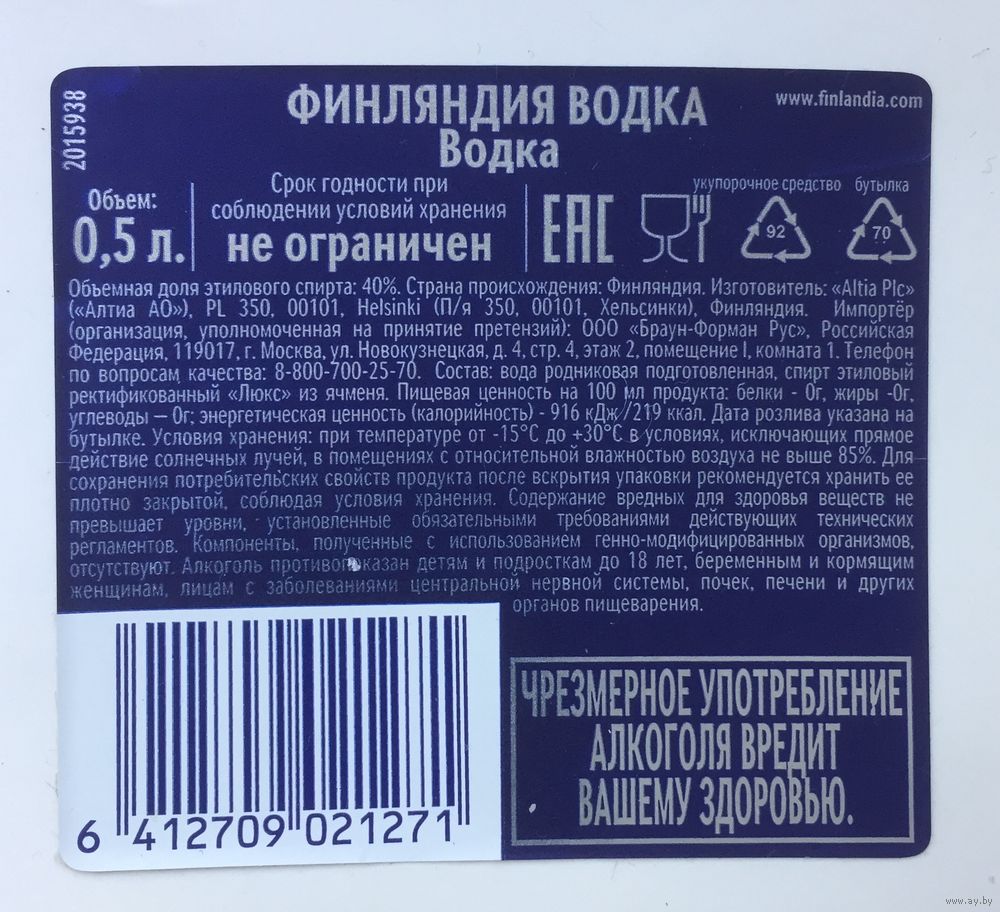 2015938
ФИНЛЯНДИЯ ВОДКА
www.finlandia.com
Водка
Объем:
0,5 л.
Срок годности при
соблюдении условий хранения
не ограничен
ЕАС
укупорочное средство
92
бутылка
70
Объемная доля этилового спирта: 40%. Страна происхождения: Финляндия. Изготовитель: «Altia Plc»
(«Алтиа АО»), PL 350, 00101, Helsinki (П/я 350, 00101, Хельсинки), Финляндия. Импортёр
(организация, уполномоченная на принятие претензий): ООО «Браун-Форман Рус», Российская
Федерация, 119017, г. Москва, ул. Новокузнецкая, д. 4, стр. 4, этаж 2, помещение I, комната 1. Телефон
по вопросам качества: 8-800-700-25-70. Состав: вода родниковая подготовленная, спирт этиловый
ректификованный «Люкс» из ячменя. Пищевая ценность на 100 мл продукта: белки - 0г, жиры -0г,
углеводы – 0г; энергетическая ценность (калорийность) - 916 кДж /219 ккал. Дата розлива указана на
бутылке. Условия хранения: при температуре от -15°С до +30°С в условиях, исключающих прямое
действие солнечных лучей, в помещениях с относительной влажностью воздуха не выше 85%. Для
сохранения потребительских свойств продукта после вскрытия упаковки рекомендуется хранить ее
плотно закрытой, соблюдая условия хранения. Содержание вредных для здоровья веществ не
превышает уровни, установленные обязательными требованиями действующих технических
регламентов. Компоненты, полученные с использованием генно-модифицированных организмов,
отсутствуют. Алкоголь противопоказан детям и подросткам до 18 лет, беременным и кормящим
женщинам, лицам с заболеваниями центральной нервной системы, почек, печени и других
органов пищеварения.
ЧРЕЗМЕРНОЕ УПОТРЕБЛЕНИЕ
АЛКОГОЛЯ ВРЕДИТ
ВАШЕМУ ЗДОРОВЬЮ.
6 412709 021271
www.ay.by